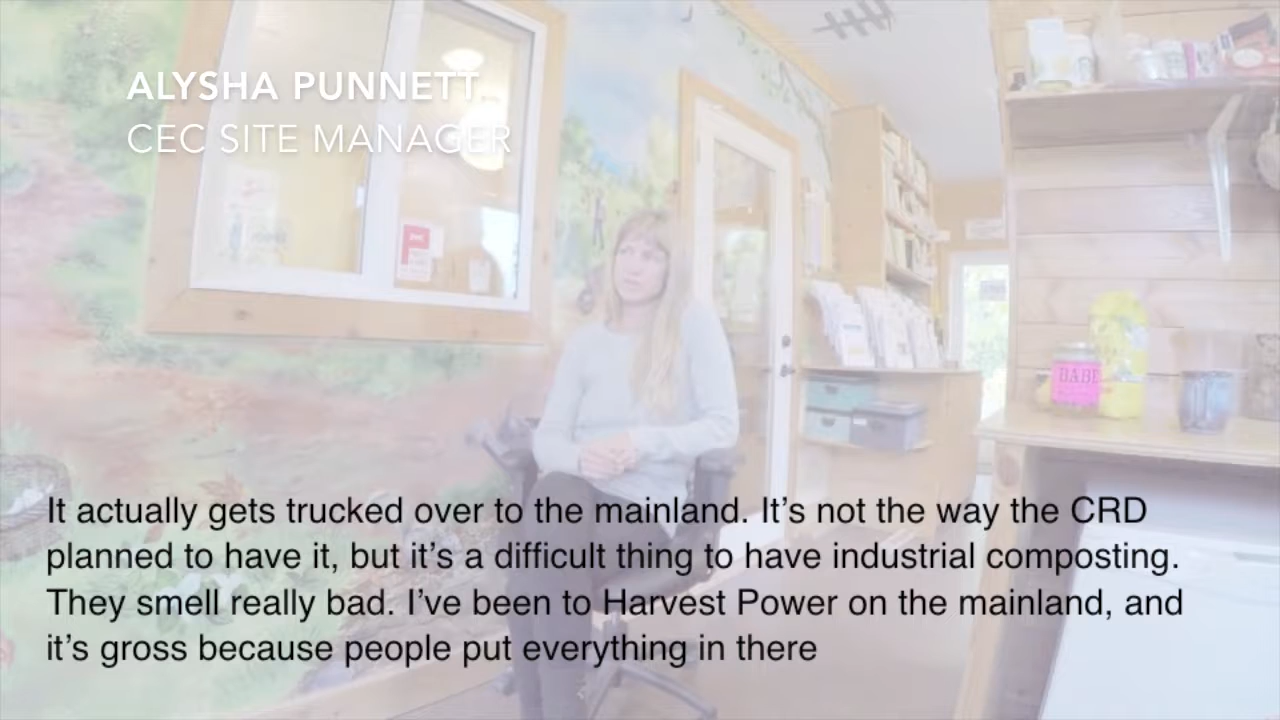 ALYSHA PUNNETT,
CEC SITE MANAGER
BABE
It actually gets trucked over to the mainland. It’s not the way the CRD
planned to have it, but it’s a difficult thing to have industrial composting.
They smell really bad. I’ve been to Harvest Power on the mainland, and
it’s gross because people put everything in there